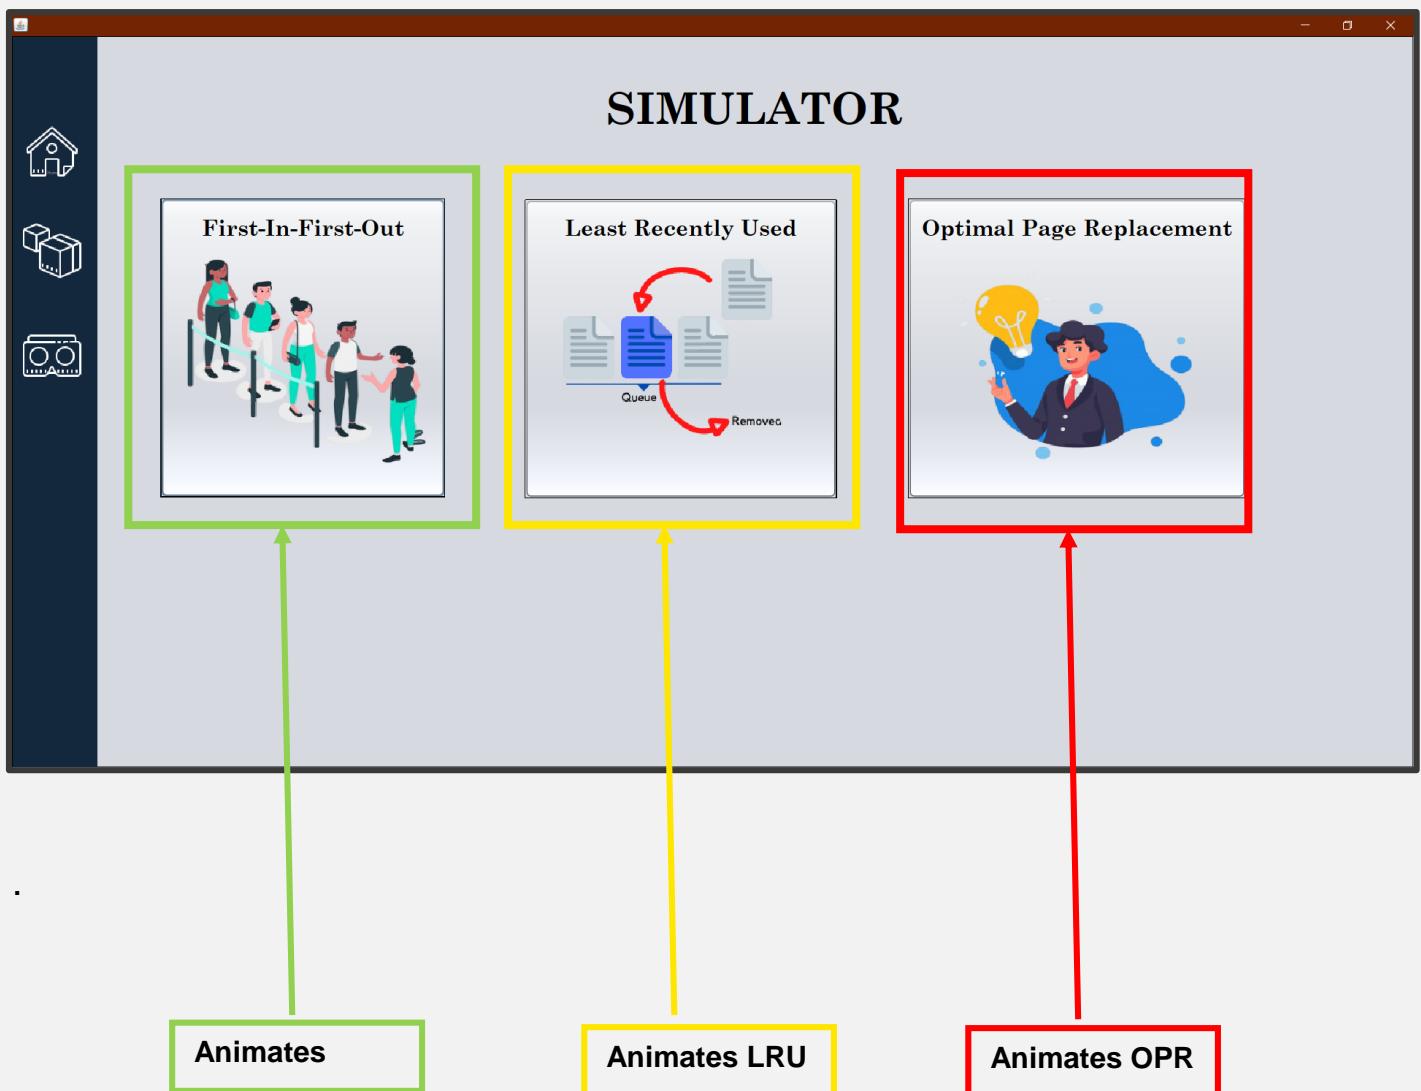 SIMULATOR
First-In-First-Out
Least Recently Used
Optimal Page Replacement
Queue
Removed
.
Animates
Animates LRU
Animates OPR